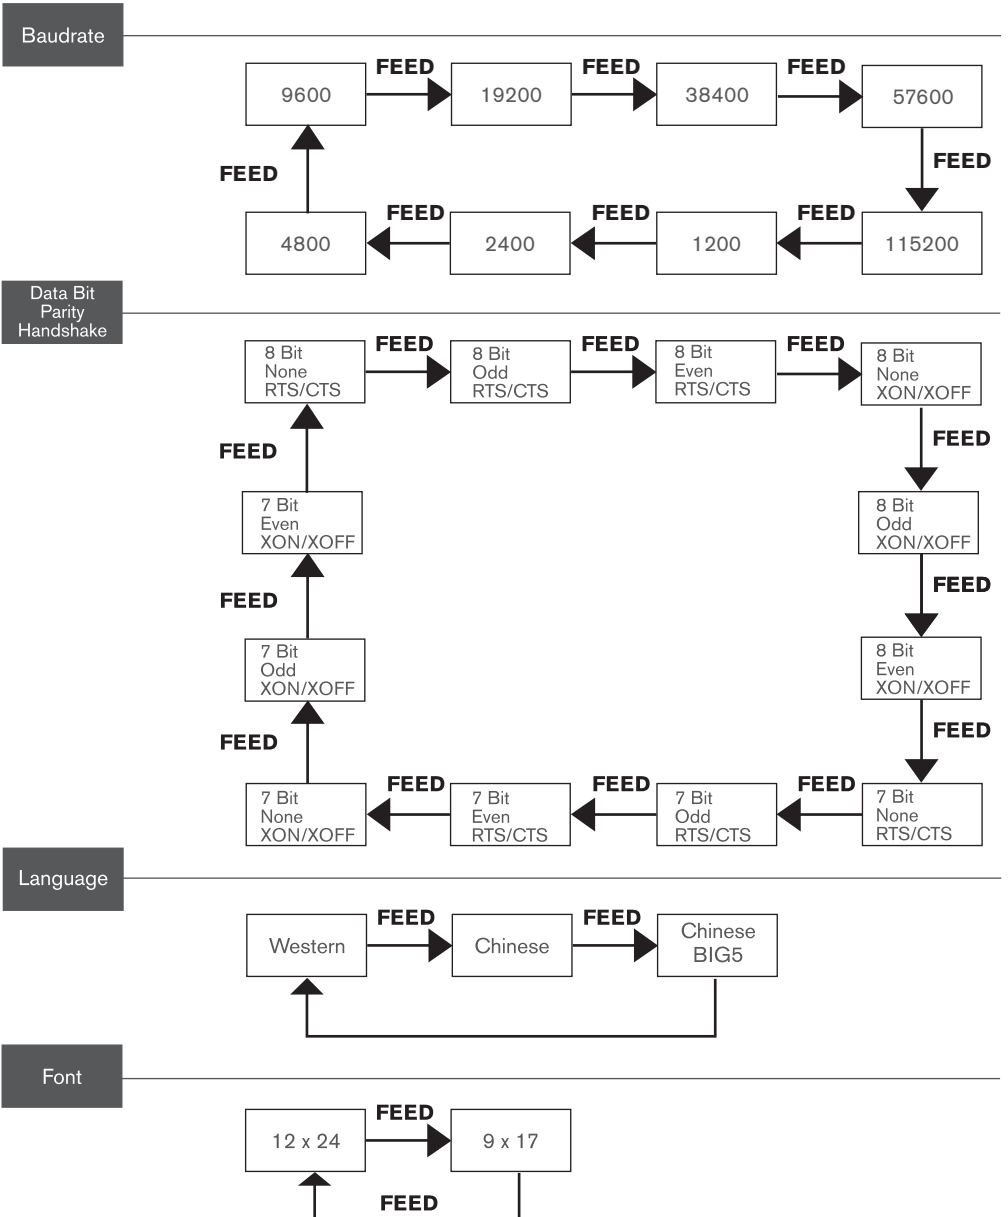 Baudrate
FEED
FEED
FEED
9600
19200
38400
57600
FEED
FEED
FEED
FEED
FEED
4800
2400
1200
115200
Data Bit
Parity
Handshake
FEED
FEED
FEED
8 Bit
None
RTS/CTS
8 Bit
Odd
RTS/CTS
8 Bit
Even
RTS/CTS
8 Bit
None
XON/XOFF
FEED
FEED
7 Bit
Even
XON/XOFF
8 Bit
Odd
XON/XOFF
FEED
FEED
7 Bit
Odd
XON/XOFF
8 Bit
Even
XON/XOFF
FEED
FEED
FEED
FEED
FEED
7 Bit
None
XON/XOFF
7 Bit
Even
RTS/CTS
7 Bit
Odd
RTS/CTS
7 Bit
None
RTS/CTS
Language
FEED
FEED
Western
Chinese
Chinese
BIG5
Font
FEED
12 x 24
9 x 17
FEED